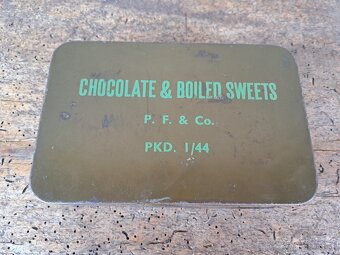 CHOCOLATE & BOILED SWEETS
P. F. & Co.
PKD. 1/44